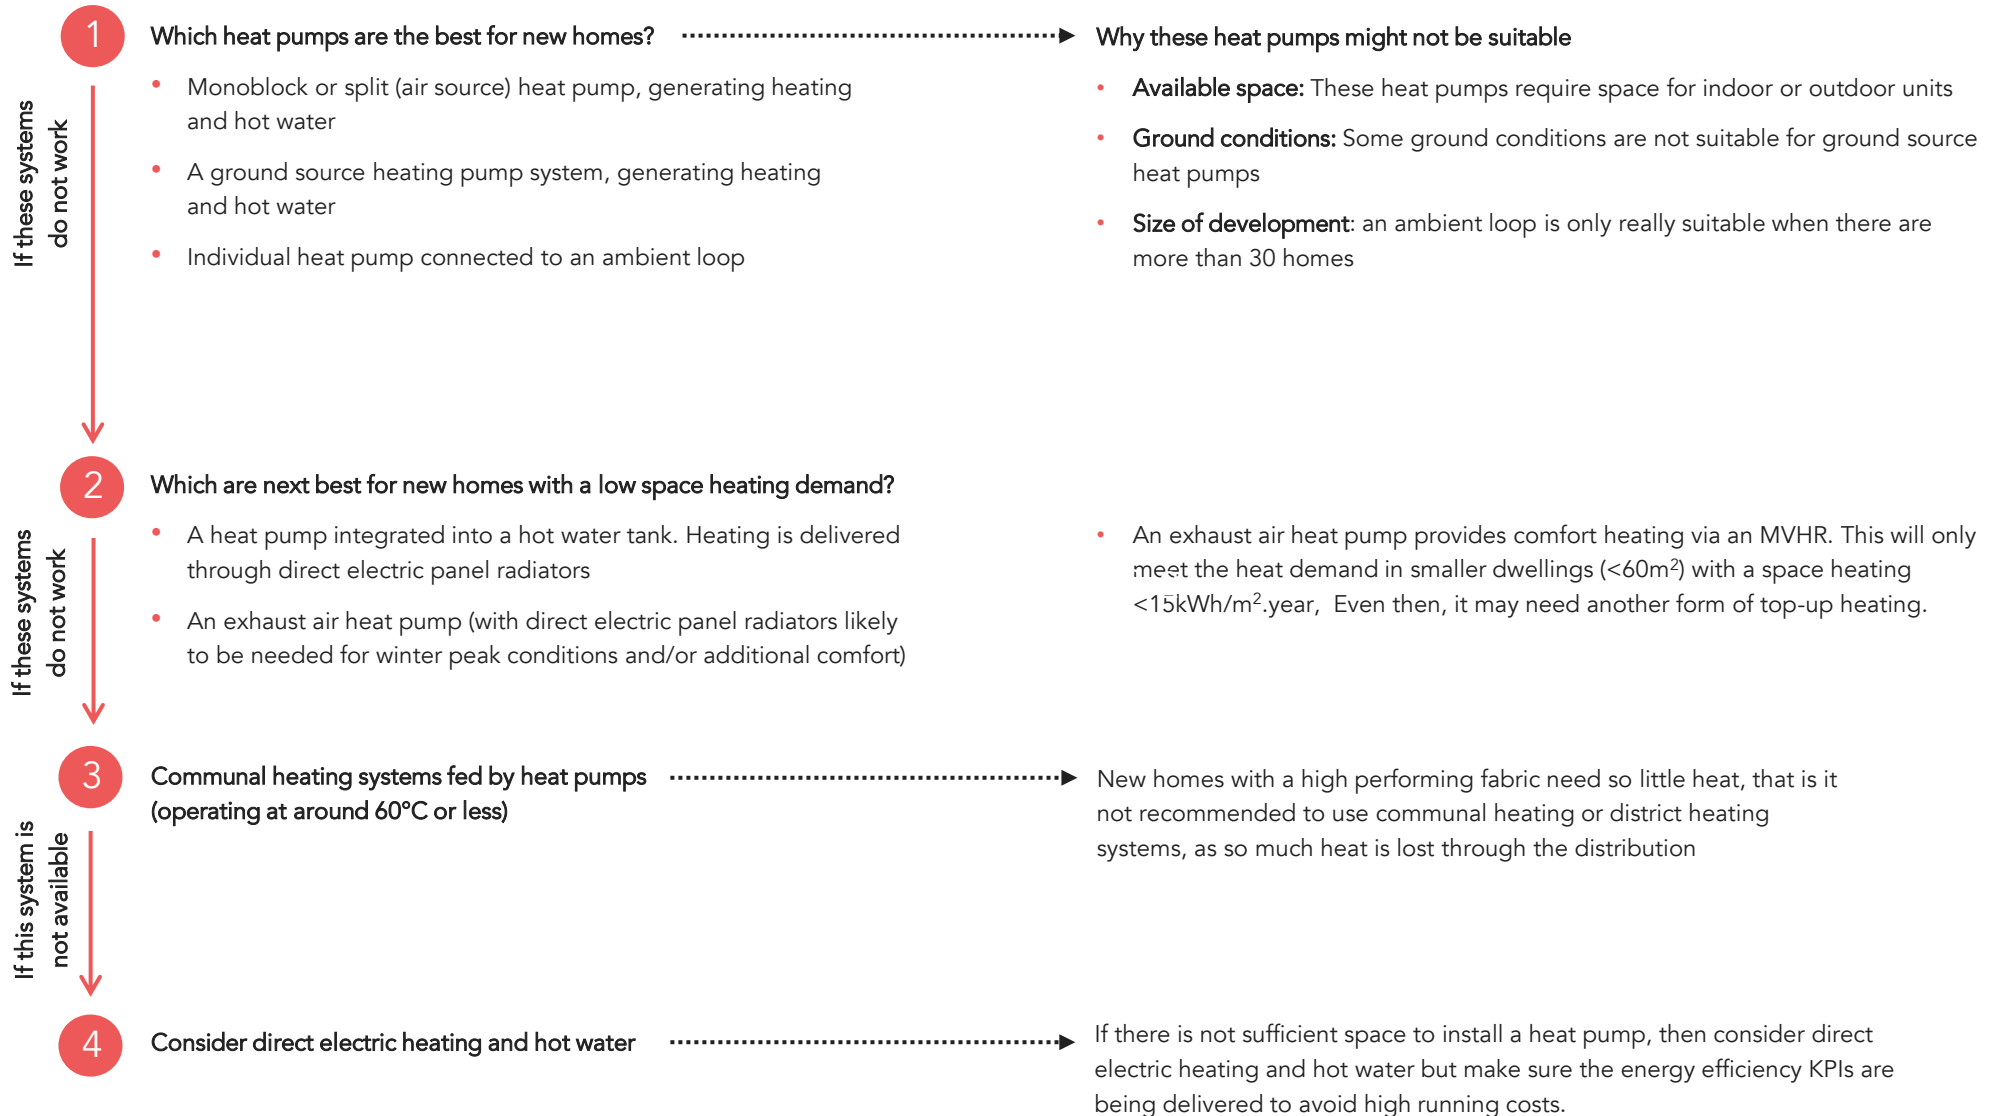 1
Which heat pumps are the best for new homes?
Why these heat pumps might not be suitable
If these systems
do not work
• Monoblock or split (air source) heat pump, generating heating
and hot water
• A ground source heating pump system, generating heating
and hot water
• Individual heat pump connected to an ambient loop
• Available space: These heat pumps require space for indoor or outdoor units
• Ground conditions: Some ground conditions are not suitable for ground source
heat pumps
• Size of development: an ambient loop is only really suitable when there are
more than 30 homes
2
Which are next best for new homes with a low space heating demand?
If these systems
do not work
• A heat pump integrated into a hot water tank. Heating is delivered
through direct electric panel radiators
• An exhaust air heat pump (with direct electric panel radiators likely
to be needed for winter peak conditions and/or additional comfort)
• An exhaust air heat pump provides comfort heating via an MVHR. This will only
meet the heat demand in smaller dwellings (<60m²) with a space heating
<15kWh/m².year, Even then, it may need another form of top-up heating.
3
Communal heating systems fed by heat pumps
(operating at around 60°C or less)
New homes with a high performing fabric need so little heat, that is it
not recommended to use communal heating or district heating
systems, as so much heat is lost through the distribution
If this system is
not available
4
Consider direct electric heating and hot water
If there is not sufficient space to install a heat pump, then consider direct
electric heating and hot water but make sure the energy efficiency KPIs are
being delivered to avoid high running costs.